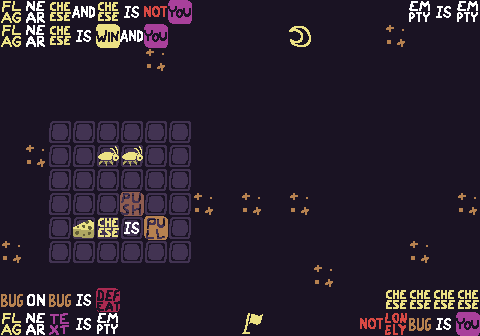 FLAG NEAR CHEESE AND CHEESE IS NOT YOU
EMPTY IS EMPTY
FLAG NEAR CHEESE IS WIN AND YOU
PUSH
CHEESE IS PULL
BUG ON BUG IS DEFEAT
CHEESE CHEESE CHEESE CHEESE
FLAG NEAR TEXT IS EMPTY
NOT LONELY BUG IS YOU